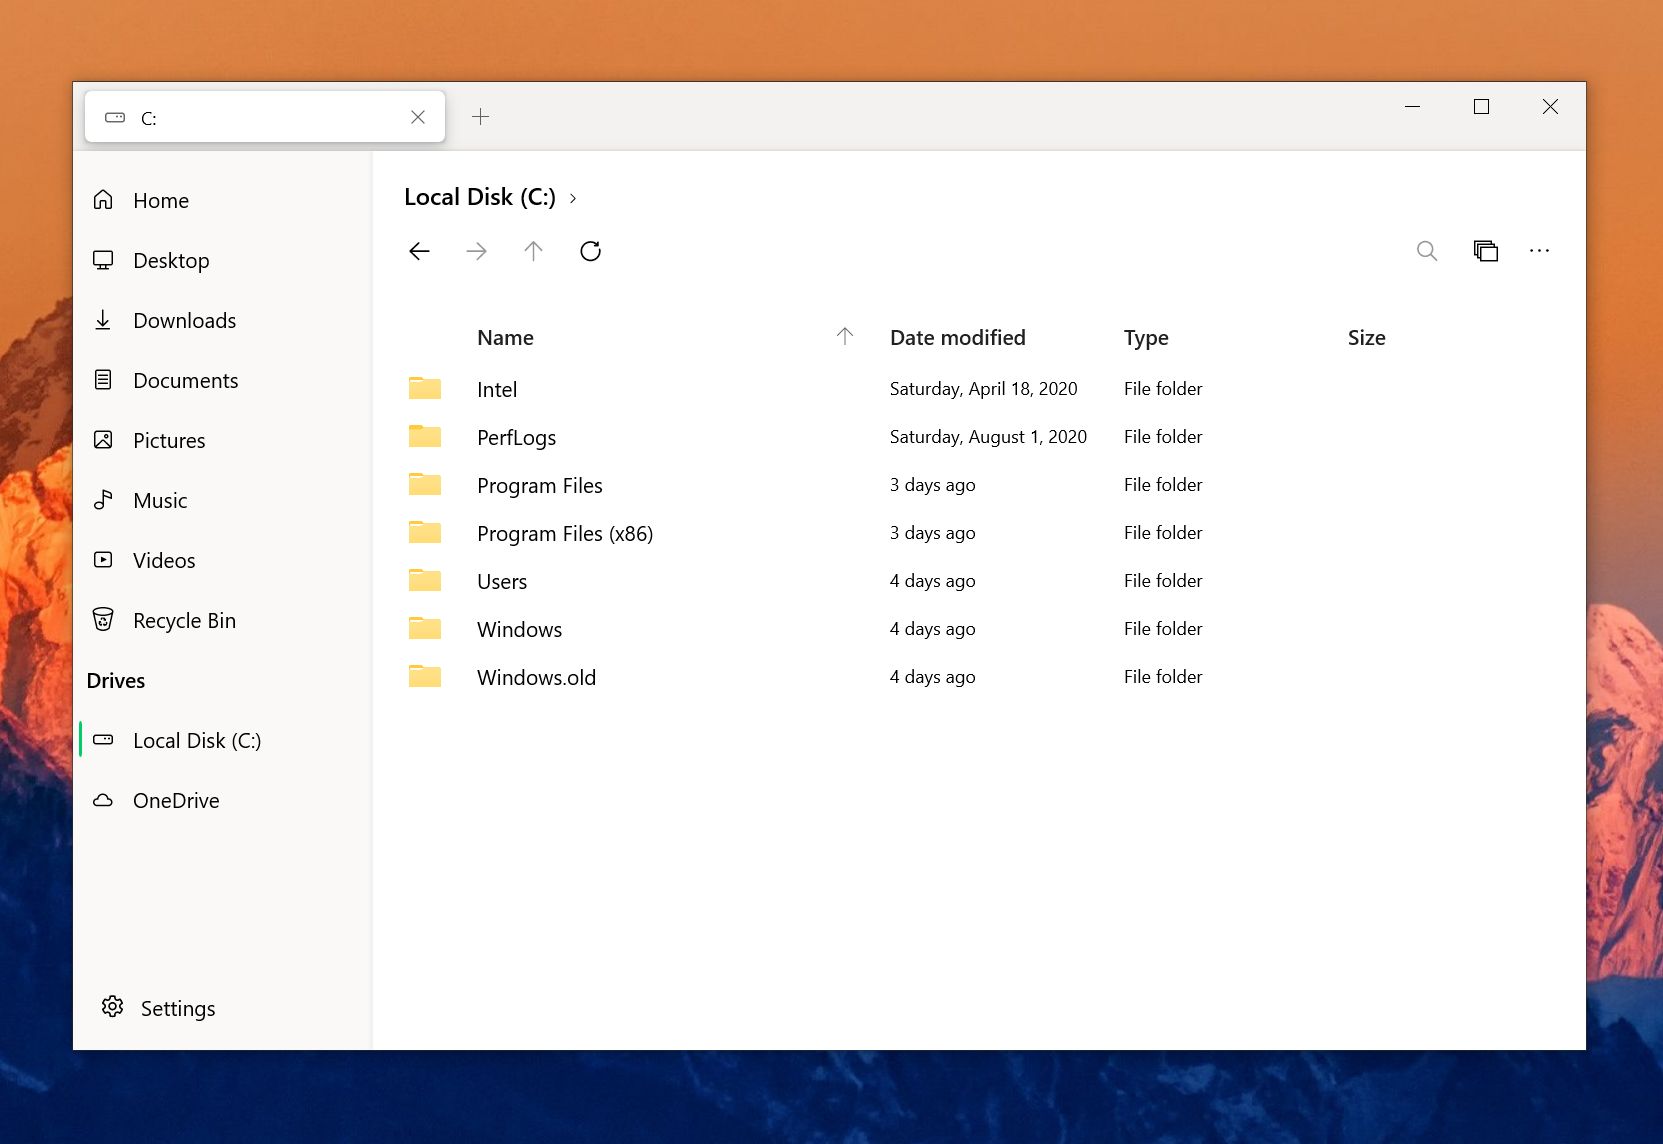 C:
Home
Desktop
Downloads
Documents
Pictures
Music
Videos
Recycle Bin
Drives
Local Disk (C:)
OneDrive
Settings
Local Disk (C:)
Name Date modified Type Size
Intel Saturday, April 18, 2020 File folder
PerfLogs Saturday, August 1, 2020 File folder
Program Files 3 days ago File folder
Program Files (x86) 3 days ago File folder
Users 4 days ago File folder
Windows 4 days ago File folder
Windows.old 4 days ago File folder